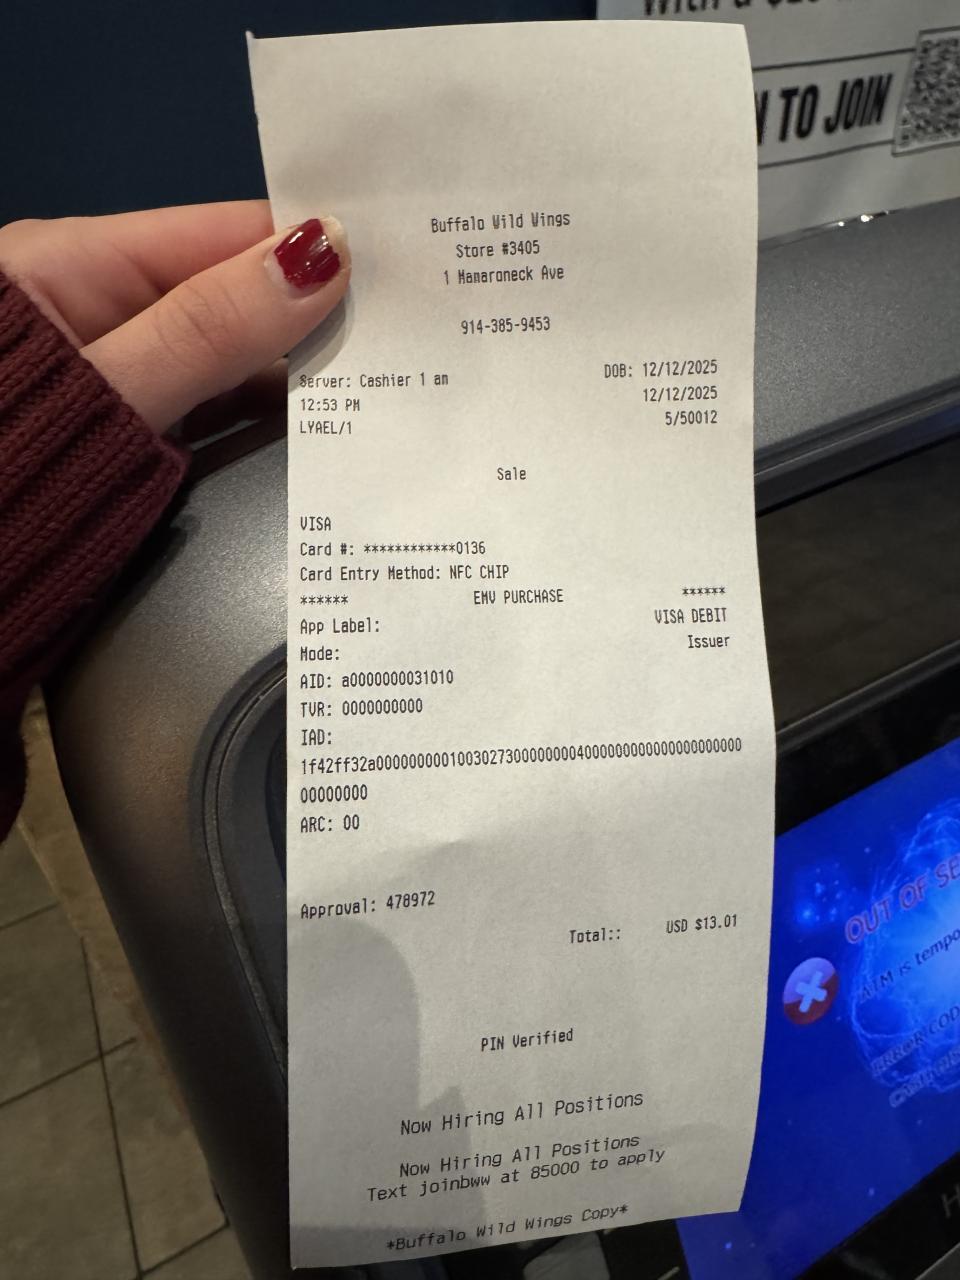 TO JOIN
Buffalo Wild Wings
Store #3405
1 Mamaroneck Ave
914-385-9453
Server: Cashier 1 am DOB: 12/12/2025
12:53 PM 12/12/2025
LYAEL/1 5/50012
Sale
VISA
Card #: ************0136
Card Entry Method: NFC CHIP
****** EMV PURCHASE ******
App Label: VISA DEBIT
Mode: Issuer
AID: a0000000031010
TVR: 0000000000
IAD:
1f42ff32a00000000010030273000000004000000000000000000000
00000000
ARC: 00
Approval: 478972
Total:: USD $13.01
PIN Verified
Now Hiring All Positions
Now Hiring All Positions
Text joinbww at 85000 to apply
*Buffalo Wild Wings Copy*
OUT OF
ATM is